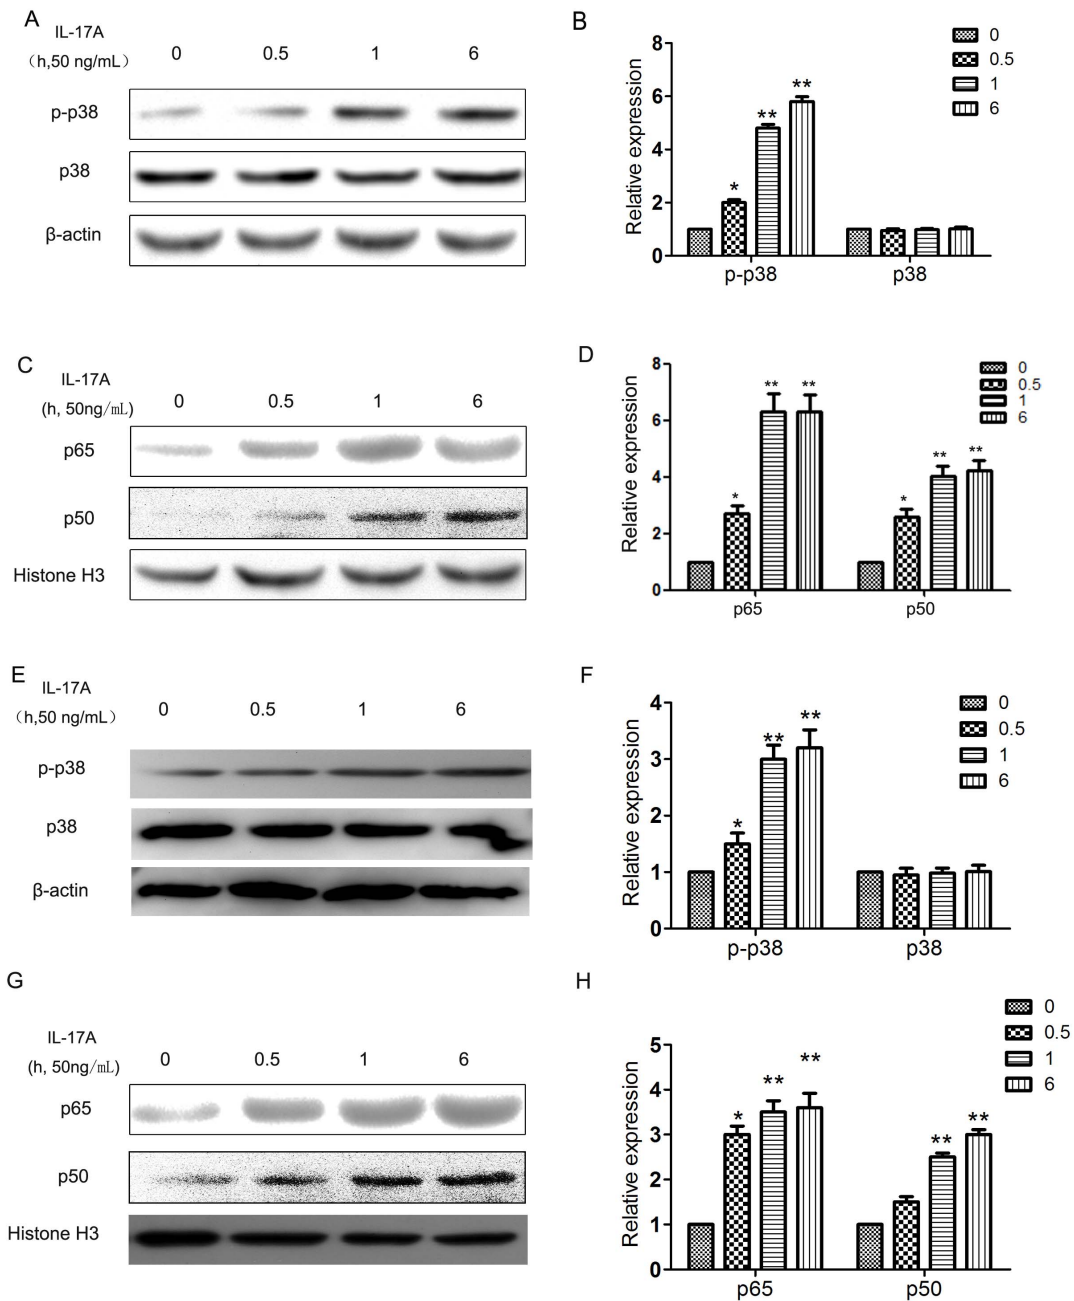 A
IL-17A
（h,50 ng/mL）
0 0.5 1 6
p-p38
p38
β-actin
B
Relative expression
8
6
4
2
0
* ** **
p-p38 p38
0
0.5
1
6
C
IL-17A
(h, 50ng/mL)
0 0.5 1 6
p65
p50
Histone H3
D
Relative expression
8
6
4
2
0
* ** ** * ** **
p65 p50
0
0.5
1
6
E
IL-17A
（h,50 ng/mL）
0 0.5 1 6
p-p38
p38
β-actin
F
Relative expression
4
3
2
1
0
* ** **
p-p38 p38
0
0.5
1
6
G
IL-17A
(h, 50ng/mL)
0 0.5 1 6
p65
p50
Histone H3
H
Relative expression
5
4
3
2
1
0
* ** ** ** **
p65 p50
0
0.5
1
6